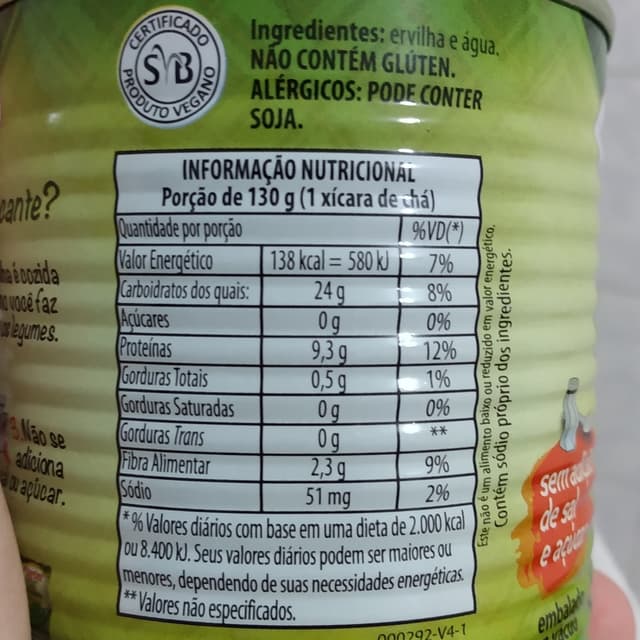 CERTIFICADO
SVB
PRODUTO VEGANO
Ingredientes: ervilha e água.
NÃO CONTÉM GLÚTEN.
ALÉRGICOS: PODE CONTER
SOJA.
INFORMAÇÃO NUTRICIONAL
Porção de 130 g (1 xícara de chá)
Quantidade por porção %VD(*)
Valor Energético 138 kcal = 580 kJ 7%
Carboidratos dos quais: 24 g 8%
Açúcares 0 g 0%
Proteínas 9,3 g 12%
Gorduras Totais 0,5 g 1%
Gorduras Saturadas 0 g 0%
Gorduras Trans 0 g **
Fibra Alimentar 2,3 g 9%
Sódio 51 mg 2%
*% Valores diários com base em uma dieta de 2.000 kcal
ou 8.400 kJ. Seus valores diários podem ser maiores ou
menores, dependendo de suas necessidades energéticas.
** Valores não especificados.
000292-V4-1
Este não é um alimento baixo ou reduzido em valor energético.
Contém sódio próprio dos ingredientes.
é cozida
você faz
legumes.
Não se
adiciona
ou açúcar.
sem
de sal
e